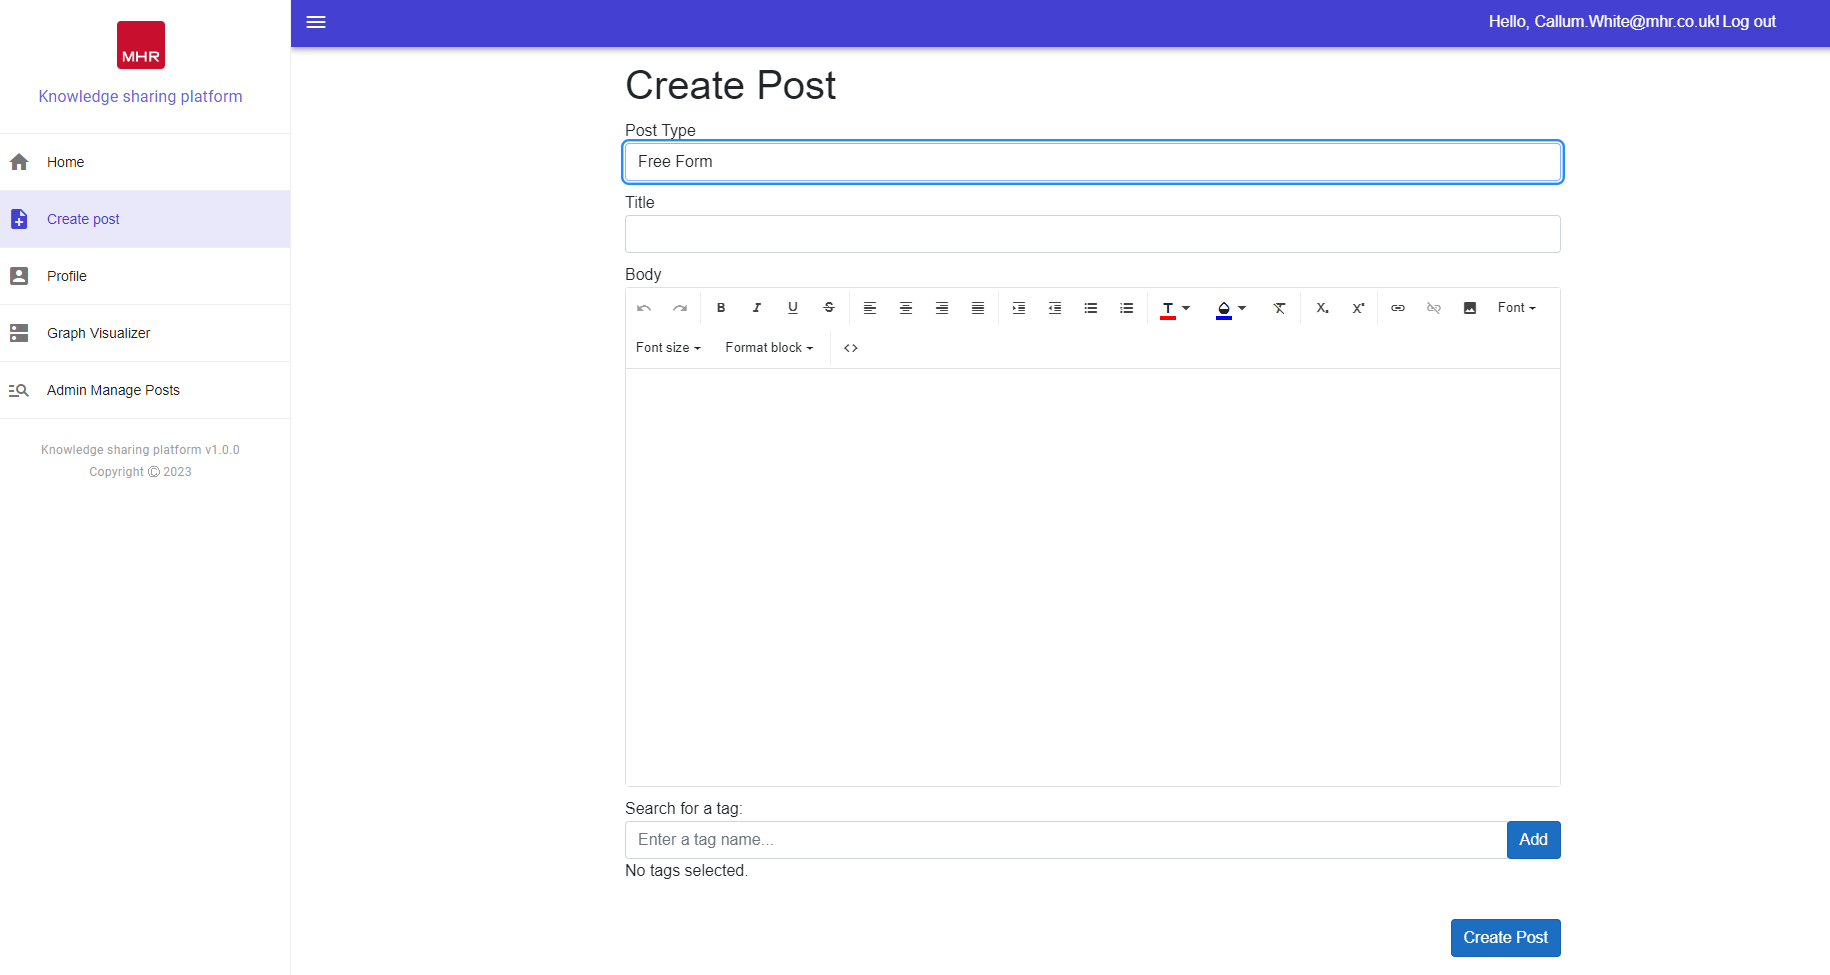 MHR
Knowledge sharing platform
Home
Create post
Profile
Graph Visualizer
Admin Manage Posts
Knowledge sharing platform v1.0.0
Copyright © 2023
Hello, Callum.White@mhr.co.uk! Log out
Create Post
Post Type
Free Form
Title
Body
Font
Font size Format block
Search for a tag:
Enter a tag name... Add
No tags selected.
Create Post